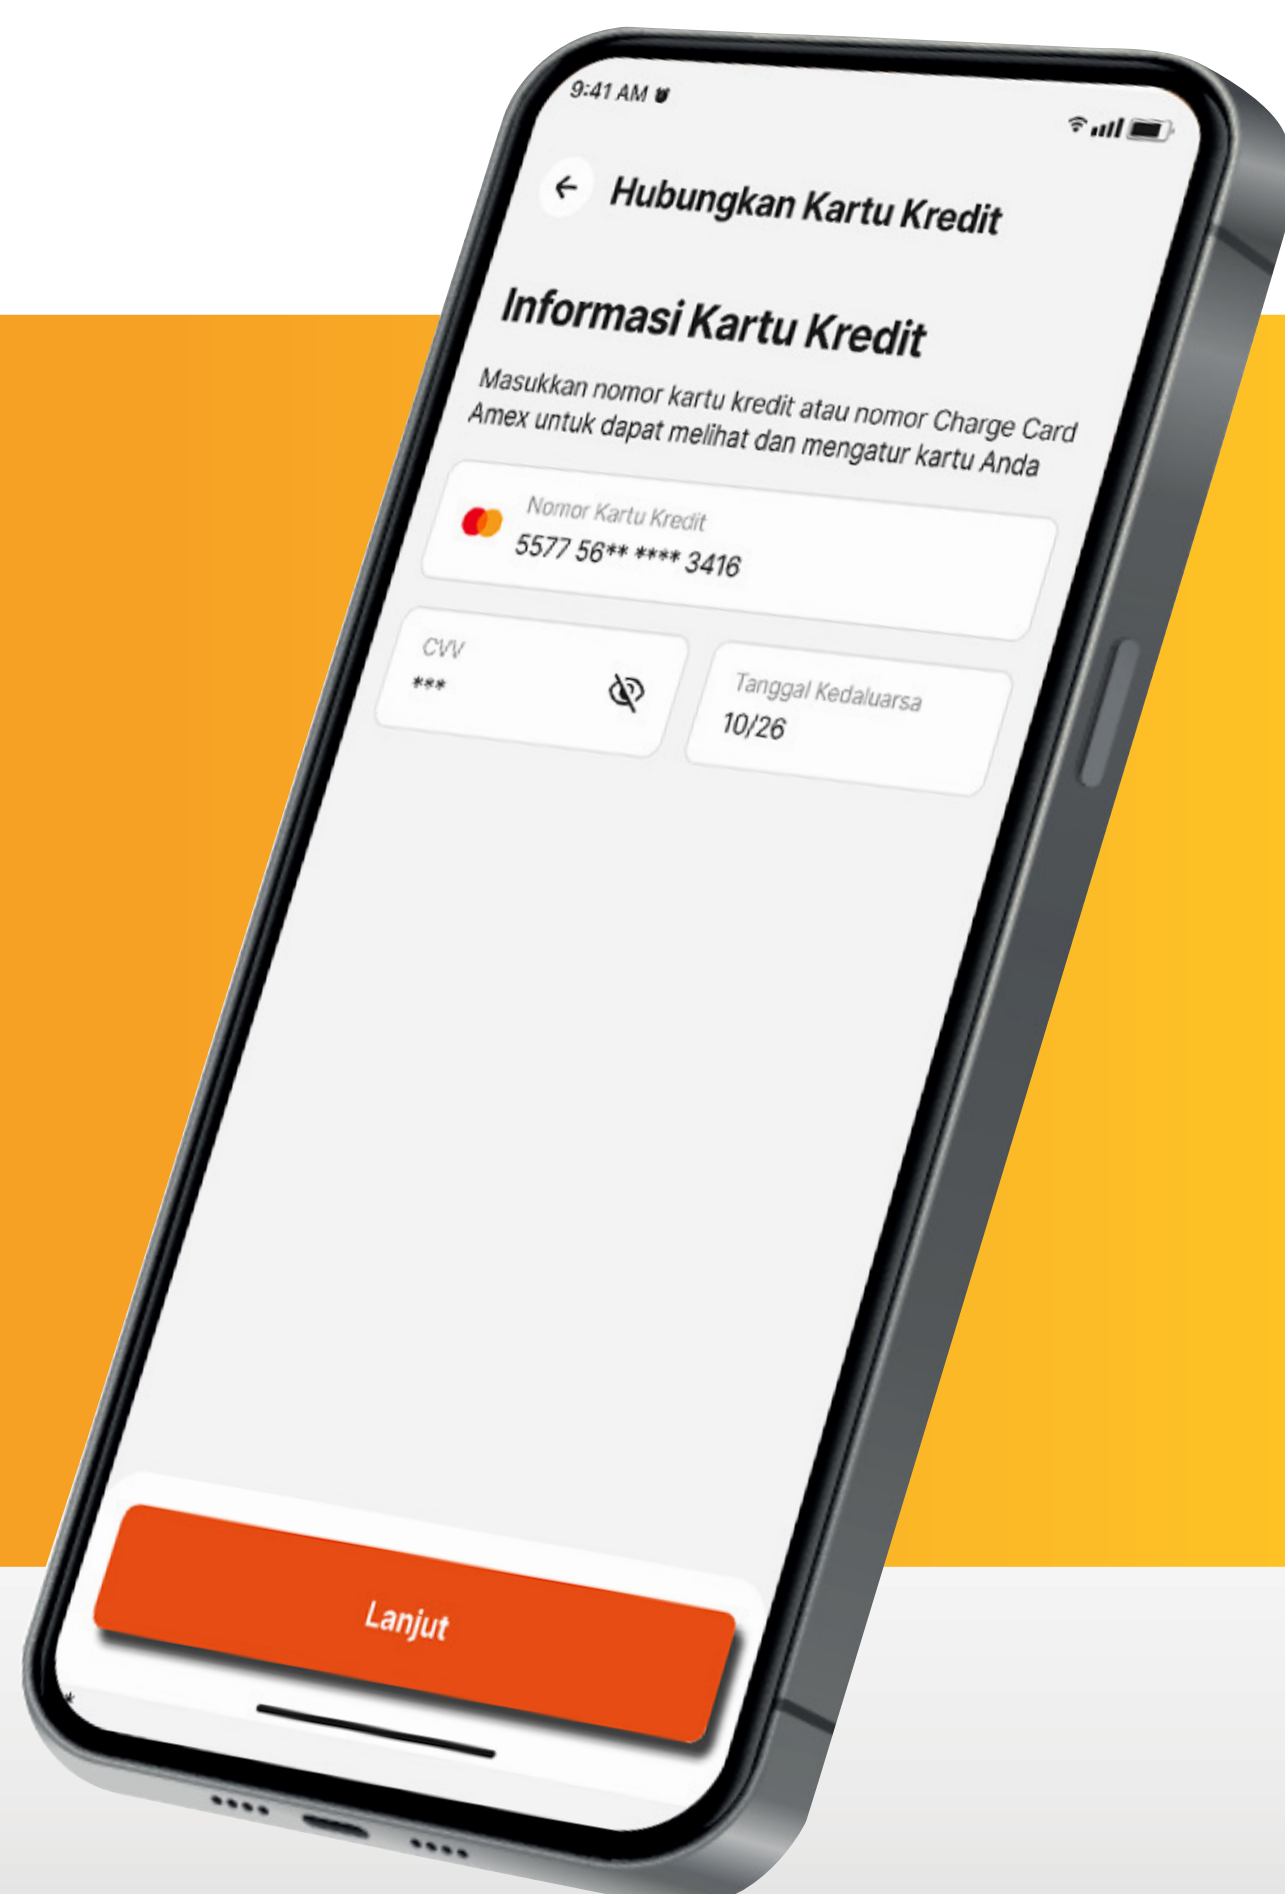 9:41 AM
Hubungkan Kartu Kredit
Informasi Kartu Kredit
Masukkan nomor kartu kredit atau nomor Charge Card
Amex untuk dapat melihat dan mengatur kartu Anda
Nomor Kartu Kredit
5577 56** **** 3416
CVV
***
Tanggal Kedaluarsa
10/26
Lanjut
*